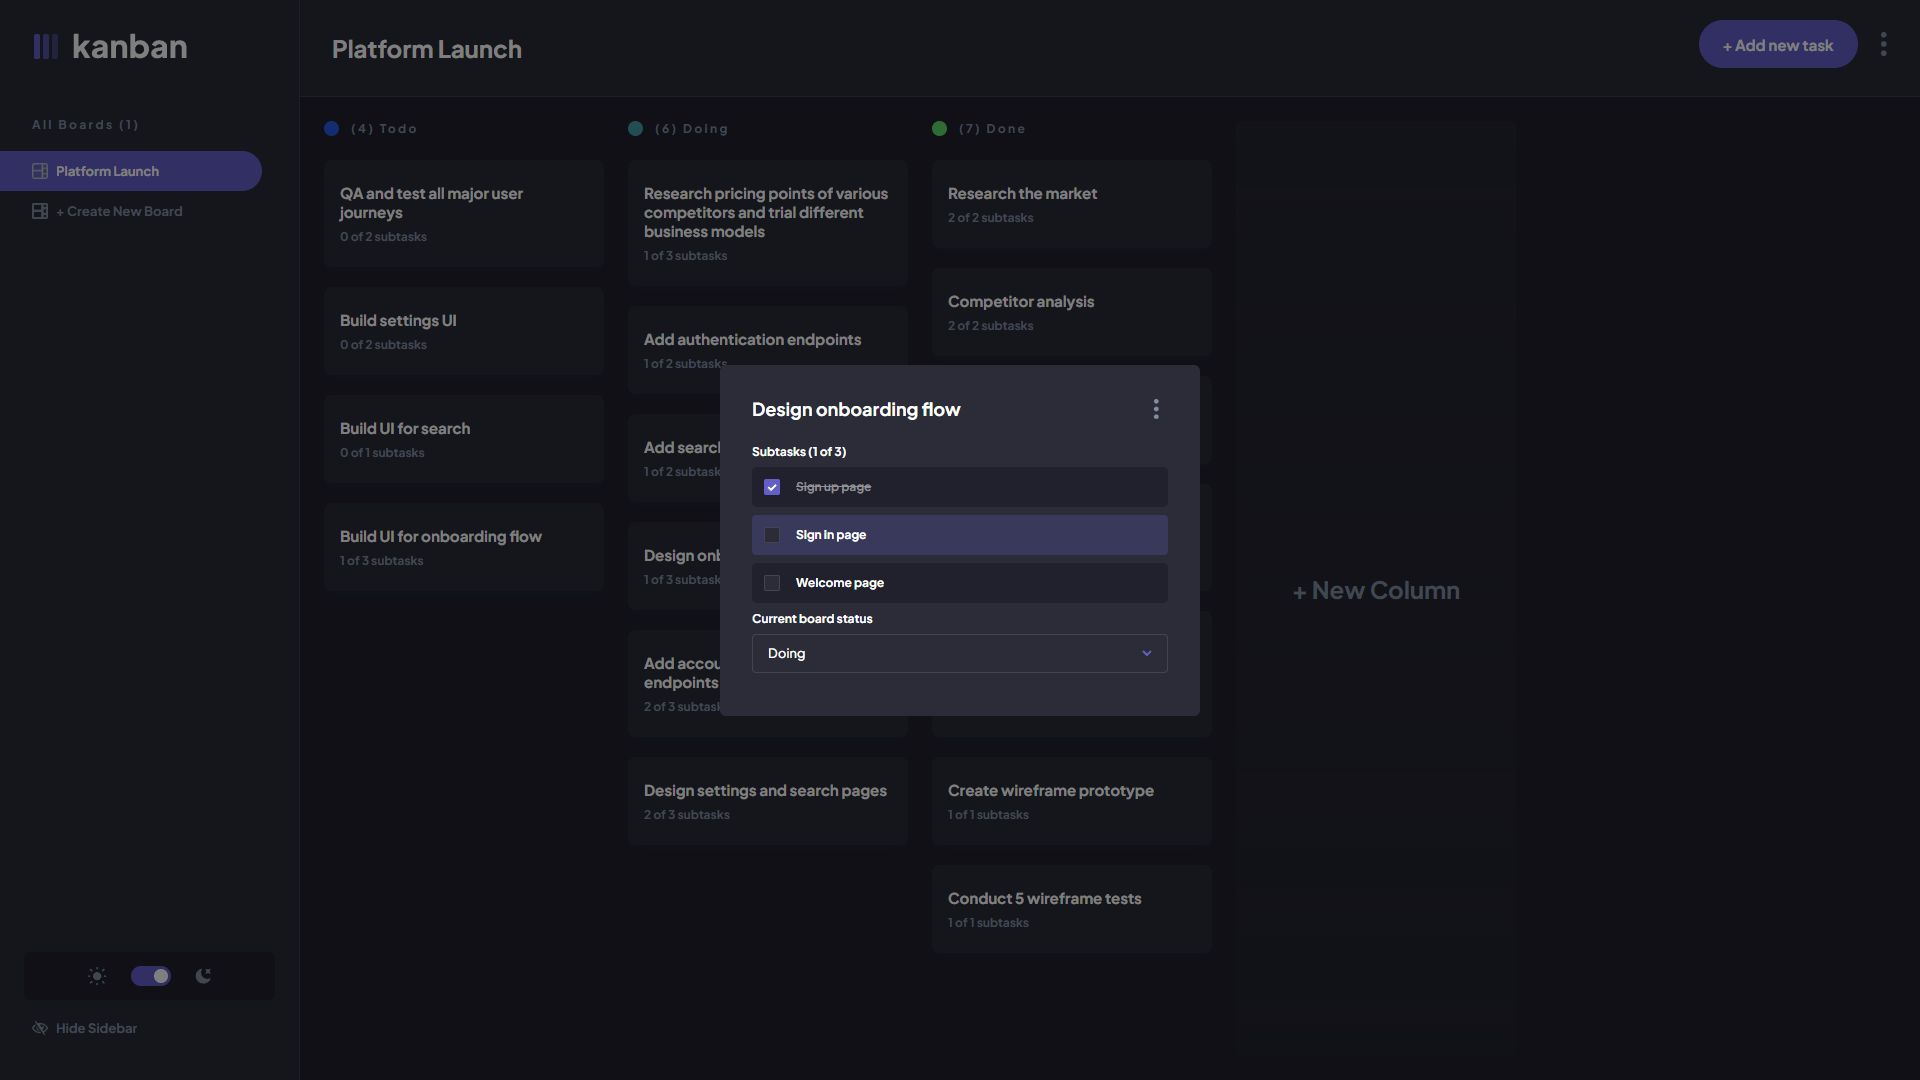 kanban
Platform Launch
+ Add new task
All Boards (1)
Platform Launch
+ Create New Board
(4) Todo
QA and test all major user
journeys
0 of 2 subtasks
Build settings UI
0 of 2 subtasks
Build UI for search
0 of 1 subtasks
Build UI for onboarding flow
1 of 3 subtasks
(6) Doing
Research pricing points of various
competitors and trial different
business models
1 of 3 subtasks
Add authentication endpoints
1 of 2 subtasks
Add search
1 of 2 subtask
Design onb
1 of 3 subtask
Add accou
endpoints
2 of 3 subtask
Design settings and search pages
2 of 3 subtasks
(7) Done
Research the market
2 of 2 subtasks
Competitor analysis
2 of 2 subtasks
Create wireframe prototype
1 of 1 subtasks
Conduct 5 wireframe tests
1 of 1 subtasks
+ New Column
Design onboarding flow
Subtasks (1 of 3)
Sign up page
Sign in page
Welcome page
Current board status
Doing
Hide Sidebar